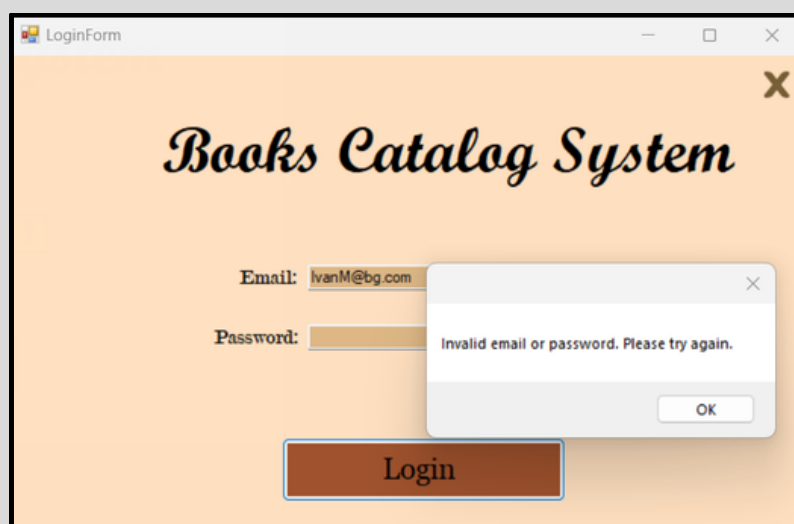 LoginForm
Books Catalog System
Email: IvanM@bg.com
Password:
Invalid email or password. Please try again.
OK
Login